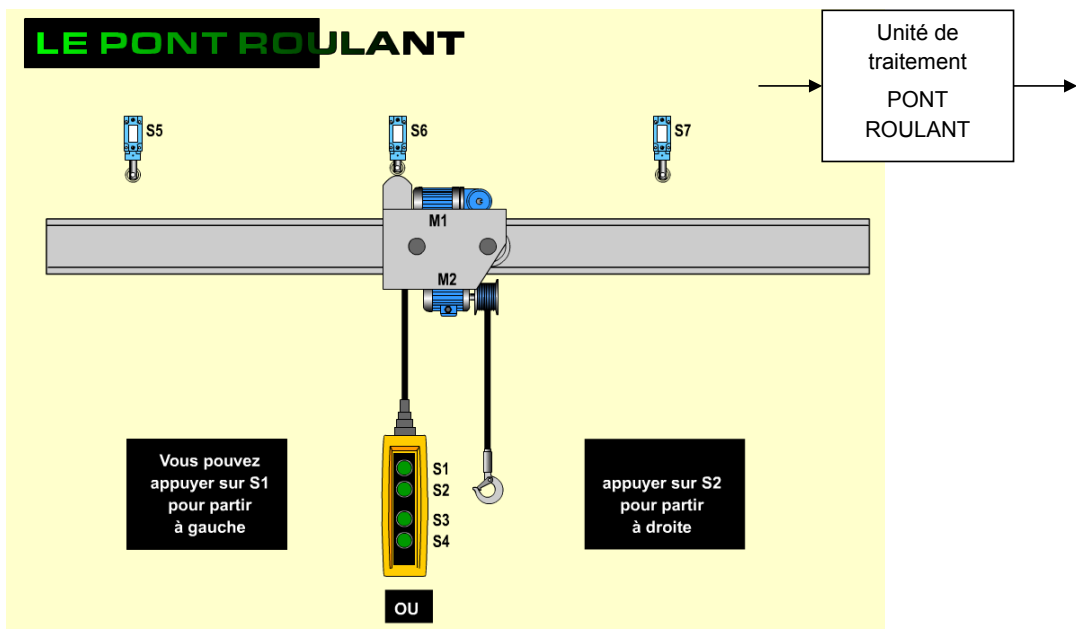 LE PONT ROULANT
Unité de
traitement
PONT
ROULANT
S5
S6
S7
M1
M2
Vous pouvez
appuyer sur S1
pour partir
à gauche
S1
S2
S3
S4
appuyer sur S2
pour partir
à droite
OU